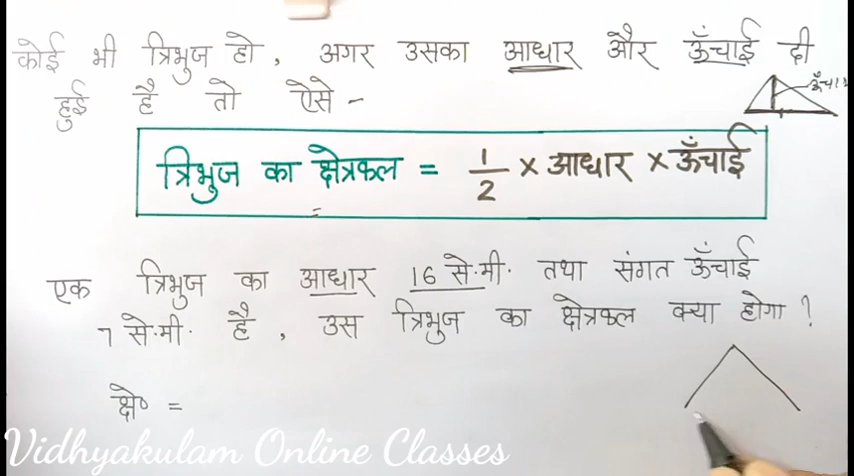 कोई भी त्रिभुज हो, अगर उसका आधार और ऊँचाई दी
हुई है तो ऐसे -
त्रिभुज का क्षेत्रफल = 1/2 × आधार × ऊँचाई
एक त्रिभुज का आधार 16 से.मी. तथा संगत ऊँचाई
7 से.मी. है, उस त्रिभुज का क्षेत्रफल क्या होगा?
क्षे॰ =
Vidhyakulam Online Classes